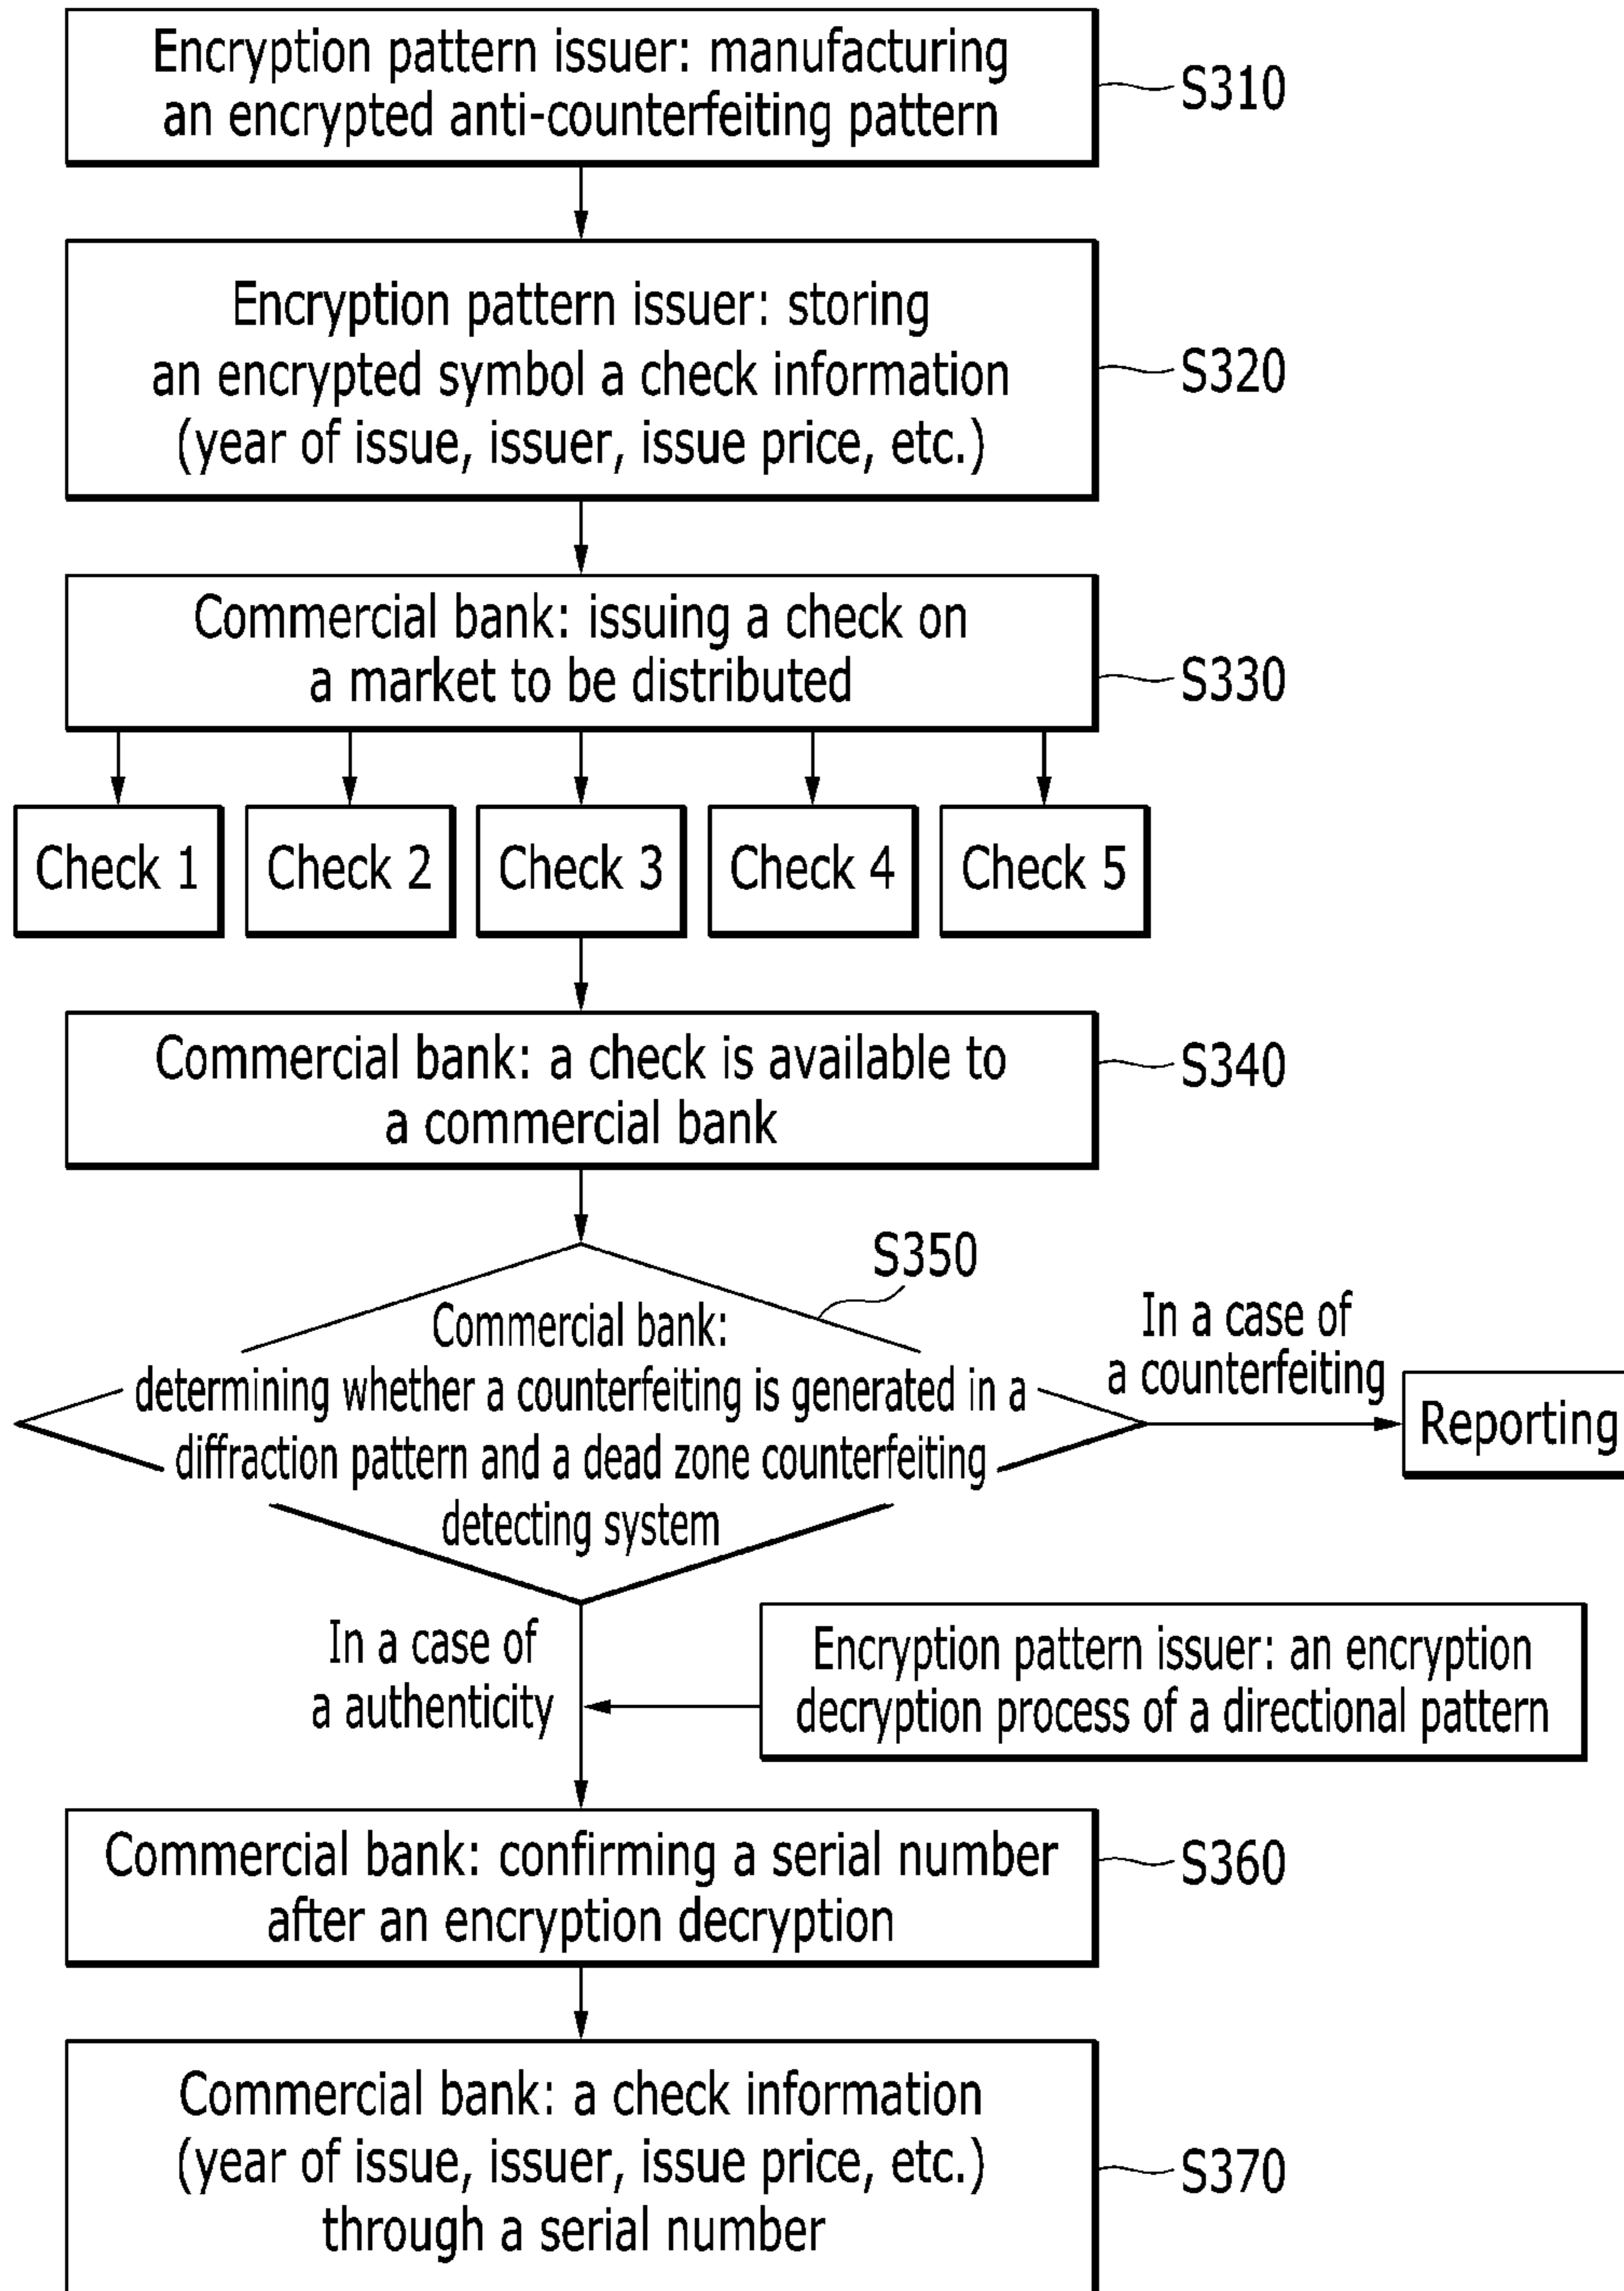 Encryption pattern issuer: manufacturing
an encrypted anti-counterfeiting pattern
S310
Encryption pattern issuer: storing
an encrypted symbol a check information
(year of issue, issuer, issue price, etc.)
S320
Commercial bank: issuing a check on
a market to be distributed
S330
Check 1
Check 2
Check 3
Check 4
Check 5
Commercial bank: a check is available to
a commercial bank
S340
S350
Commercial bank:
determining whether a counterfeiting is generated in a
diffraction pattern and a dead zone counterfeiting
detecting system
In a case of
a counterfeiting
Reporting
In a case of
a authenticity
Encryption pattern issuer: an encryption
decryption process of a directional pattern
Commercial bank: confirming a serial number
after an encryption decryption
S360
Commercial bank: a check information
(year of issue, issuer, issue price, etc.)
through a serial number
S370